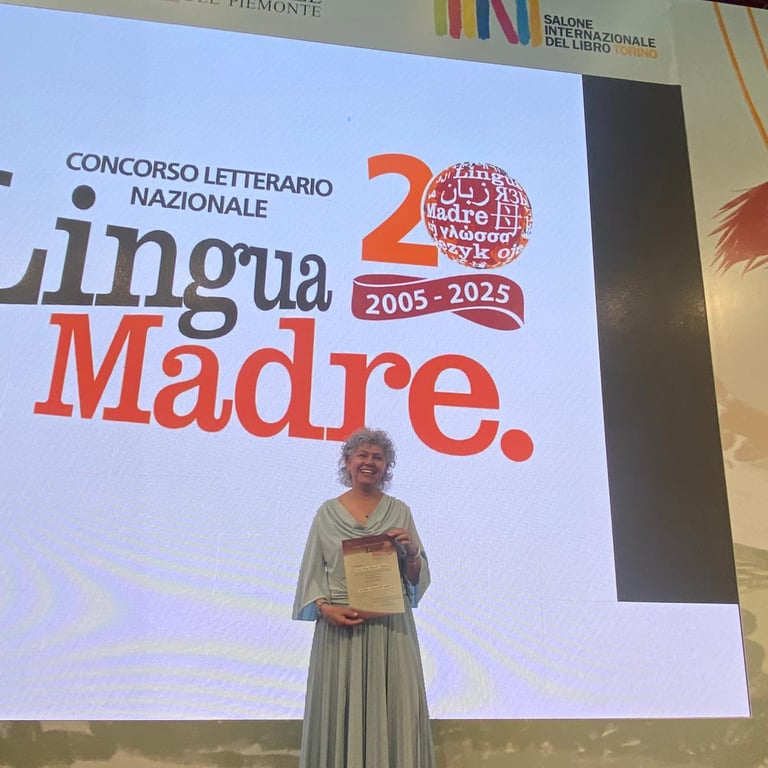 DEL PIEMONTE
SALONE
INTERNAZIONALE
DEL LIBRO TORINO
CONCORSO LETTERARIO
NAZIONALE
Lingua
Madre.
20
Lingua
زبان
Madre
γλώσσα
język
2005 - 2025